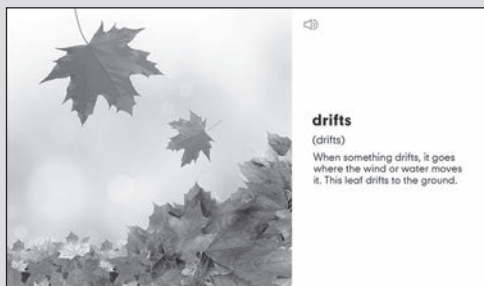 drifts
(drifts)
When something drifts, it goes
where the wind or water moves
it. This leaf drifts to the ground.